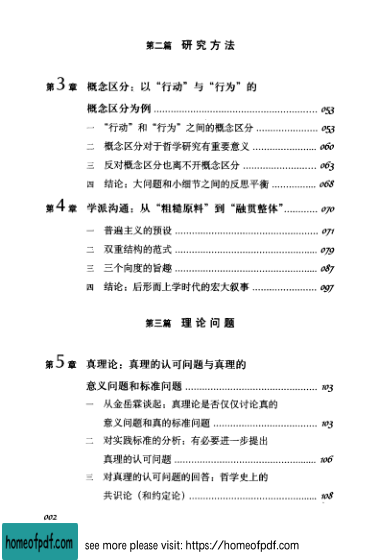 第二篇 研究方法
第3章 概念区分：以“行动”与“行为”的
概念区分为例 053
一 “行动”和“行为”之间的概念区分 053
二 概念区分对于哲学研究有重要意义 060
三 反对概念区分也离不开概念区分 063
四 结论：大问题和小细节之间的反思平衡 068
第4章 学派沟通：从“粗糙原料”到“融贯整体” 070
一 普遍主义的预设 071
二 双重结构的范式 079
三 三个向度的旨趣 087
四 结论：后形而上学时代的宏大叙事 097
第三篇 理论问题
第5章 真理论：真理的认可问题与真理的
意义问题和标准问题 103
一 从金岳霖谈起：真理论是否仅仅讨论真的
意义问题和真的标准问题 103
二 对实践标准的分析：有必要进一步提出
真理的认可问题 106
三 对真理的认可问题的回答：哲学史上的
共识论（和约定论） 108
002
homeofpdf.com
see more please visit: https://homeofpdf.com